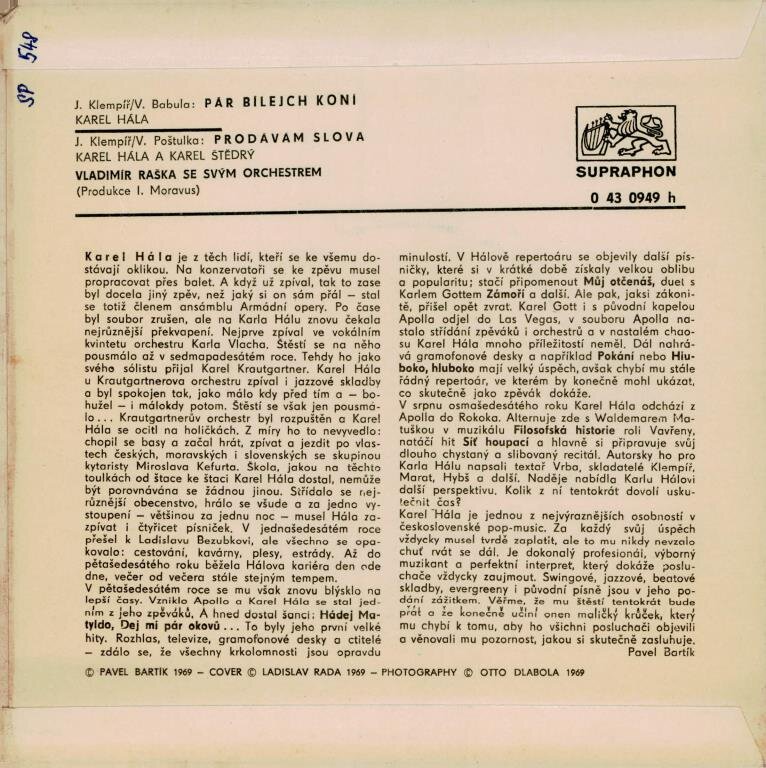 SP 548
J. Klempíř/V. Babula: PÁR BÍLEJCH KONÍ
KAREL HÁLA
J. Klempíř/V. Poštulka: PRODÁVÁM SLOVA
KAREL HÁLA A KAREL ŠTĚDRÝ
VLADIMÍR RAŠKA SE SVÝM ORCHESTREM
(Produkce I. Moravus)
SUPRAPHON
0 43 0949 h
Karel Hála je z těch lidí, kteří se ke všemu do-
stávají oklikou. Na konzervatoři se ke zpěvu musel
propracovat přes balet. A když už zpíval, tak to zase
byl docela jiný zpěv, než jaký si on sám přál – stal
se totiž členem ansámblu Armádní opery. Po čase
byl soubor zrušen, ale na Karla Hálu znovu čekala
nejrůznější překvapení. Nejprve zpíval ve vokálním
kvintetu orchestru Karla Vlacha. Štěstí se na něho
pousmálo až v sedmapadesátém roce. Tehdy ho jako
svého sólistu přijal Karel Krautgartner. Karel Hála
u Krautgartnerova orchestru zpíval i jazzové skladby
a byl spokojen tak, jako málo kdy před tím a – bo-
hužel – i málokdy potom. Štěstí se však jen pousmá-
lo... Krautgartnerův orchestr byl rozpuštěn a Karel
Hála se ocitl na holičkách. Z míry ho to nevyvedlo:
chopil se basy a začal hrát, zpívat a jezdit po vlas-
tech českých, moravských i slovenských se skupinou
kytaristy Miroslava Kefurta. Škola, jakou na těchto
toulkách od štace ke štaci Karel Hála dostal, nemůže
být porovnávána se žádnou jinou. Střídalo se nej-
různější obecenstvo, hrálo se všude a za jedno vy-
stoupení – většinou za jednu noc – musel Hála za-
zpívat i čtyřicet písniček. V jednašedesátém roce
přešel k Ladislavu Bezubkovi, ale všechno se opa-
kovalo: cestování, kavárny, plesy, estrády. Až do
pětašedesátého roku běžela Hálova kariéra den ode
dne, večer od večera stále stejným tempem.
V pětašedesátém roce se mu však znovu blýsklo na
lepší časy. Vzniklo Apollo a Karel Hála se stal jed-
ním z jeho zpěváků. A hned dostal šanci: Hádej Ma-
tyldo, Dej mi pár okovů... To byly jeho první velké
hity. Rozhlas, televize, gramofonové desky a ctitelé
– zdálo se, že všechny krkolomnosti jsou opravdu
minulostí. V Hálově repertoáru se objevily další pís-
ničky, které si v krátké době získaly velkou oblibu
a popularitu; stačí připomenout Můj otčenáš, duet s
Karlem Gottem Zámoří a další. Ale pak, jaksi zákoni-
tě, přišel opět zvrat. Karel Gott i s původní kapelou
Apolla odjel do Las Vegas, v souboru Apolla na-
stalo střídání zpěváků i orchestrů a v nastalém chao-
su Karel Hála mnoho příležitostí neměl. Dál nahrá-
vá gramofonové desky a například Pokání nebo Hlu-
boko, hluboko mají velký úspěch, avšak chybí mu stále
řádný repertoár, ve kterém by konečně mohl ukázat,
co skutečně jako zpěvák dokáže.
V srpnu osmašedesátého roku Karel Hála odchází z
Apolla do Rokoka. Alternuje zde s Waldemarem Ma-
tuškou v muzikálu Filosofská historie roli Vavřeny,
natáčí hit Síť houpací a hlavně si připravuje svůj
dlouho chystaný a slibovaný recitál. Autorsky ho pro
Karla Hálu napsali textař Vrba, skladatelé Klempíř,
Marat, Hybš a další. Naděje nabídla Karlu Hálovi
další perspektivu. Kolik z ní tentokrát dovolí usku-
tečnit čas?
Karel Hála je jednou z nejvýraznějších osobností v
československé pop-music. Za každý svůj úspěch
vždycky musel tvrdě zaplatit, ale to mu nikdy nevzalo
chuť rvát se dál. Je dokonalý profesionál, výborný
muzikant a perfektní interpret, který dokáže poslu-
chače vždycky zaujmout. Swingové, jazzové, beatové
skladby, evergreeny i původní písně jsou v jeho po-
dání zážitkem. Věřme, že mu štěstí tentokrát bude
přát a že konečně učiní onen maličký krůček, který
mu chybí k tomu, aby ho všichni posluchači objevili
a věnovali mu pozornost, jakou si skutečně zasluhuje.
Pavel Bartík
© PAVEL BARTÍK 1969 – COVER © LADISLAV RADA 1969 – PHOTOGRAPHY © OTTO DLABOLA 1969